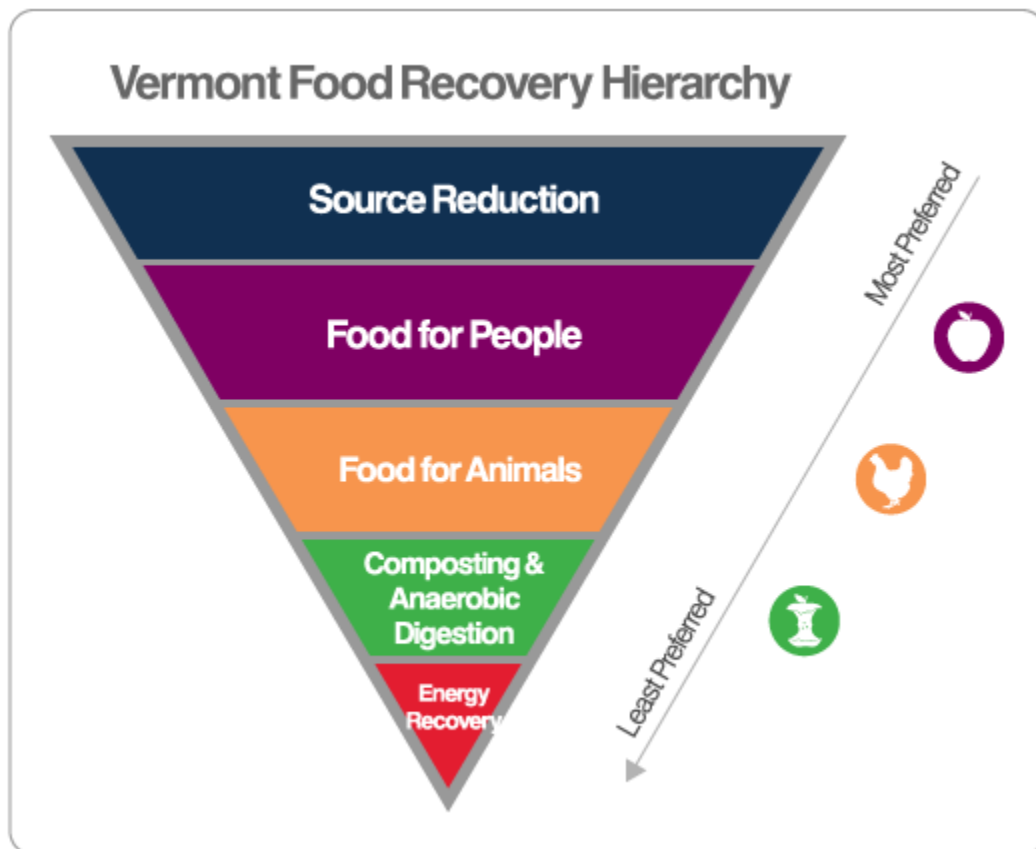 Vermont Food Recovery Hierarchy
Source Reduction
Food for People
Food for Animals
Composting &
Anaerobic
Digestion
Energy
Recovery
Most Preferred
Least Preferred